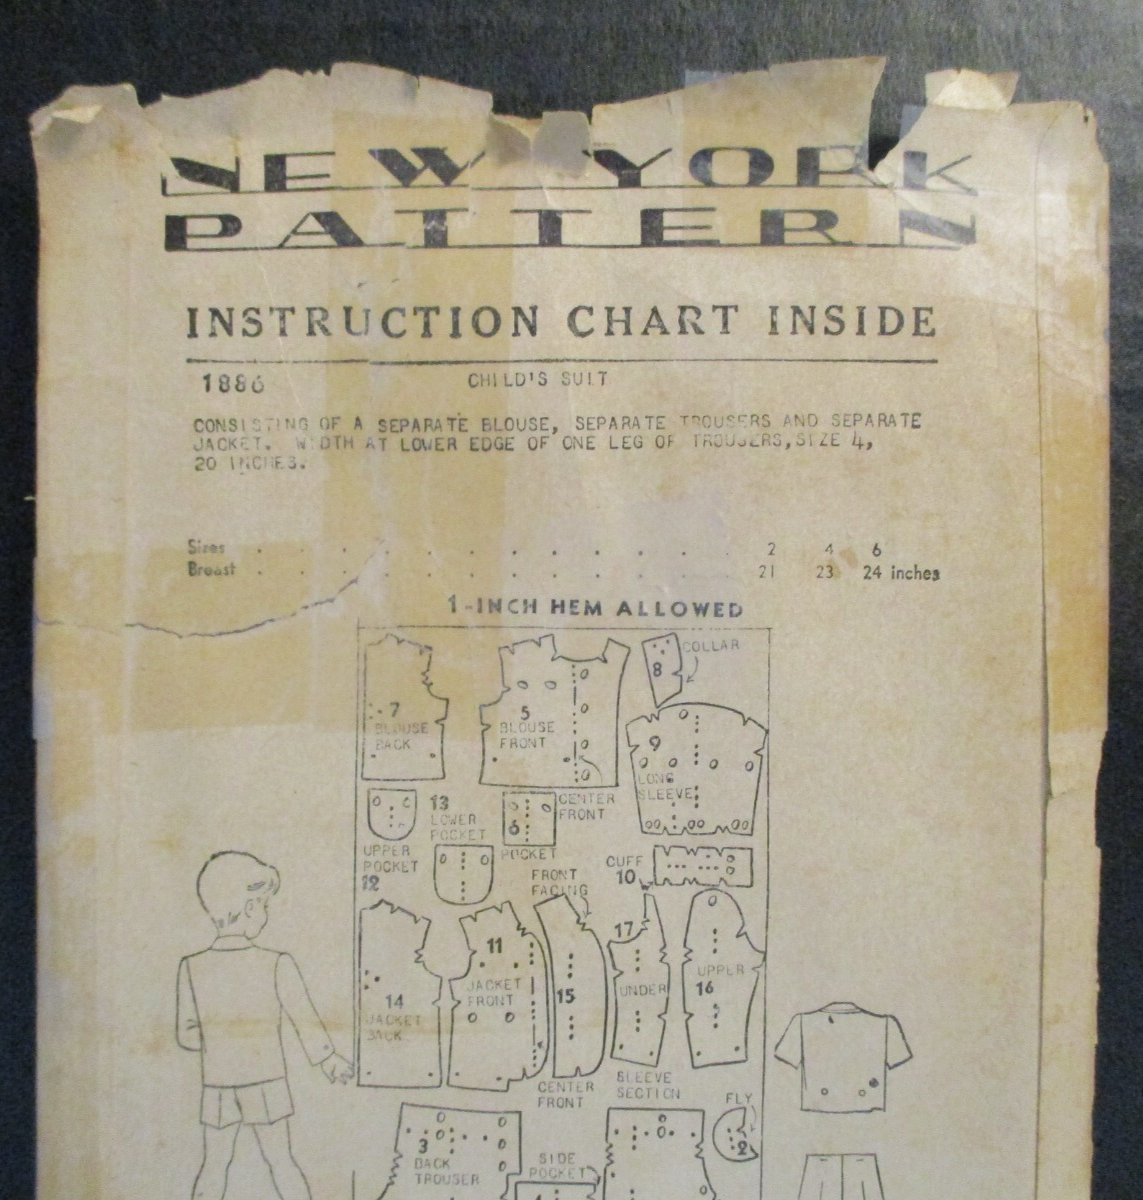 NEW YORK
PATTERN
INSTRUCTION CHART INSIDE
1886 CHILD'S SUIT
CONSISTING OF A SEPARATE BLOUSE, SEPARATE TROUSERS AND SEPARATE
JACKET. WIDTH AT LOWER EDGE OF ONE LEG OF TROUSERS,SIZE 4,
20 INCHES.
Sizes . . . . . . . . . . . . 2 4 6
Breast . . . . . . . . . . . . 21 23 24 inches
1-INCH HEM ALLOWED
7
BLOUSE
BACK
5
BLOUSE
FRONT
8
COLLAR
9
LONG
SLEEVE
CENTER
FRONT
13
LOWER
POCKET
6
POCKET
UPPER
POCKET
12
CUFF
10
FRONT
FACING
14
JACKET
BACK
11
JACKET
FRONT
15
17
UNDER
UPPER
16
CENTER
FRONT
SLEEVE
SECTION
FLY
2
3
BACK
TROUSER
SIDE
POCKET